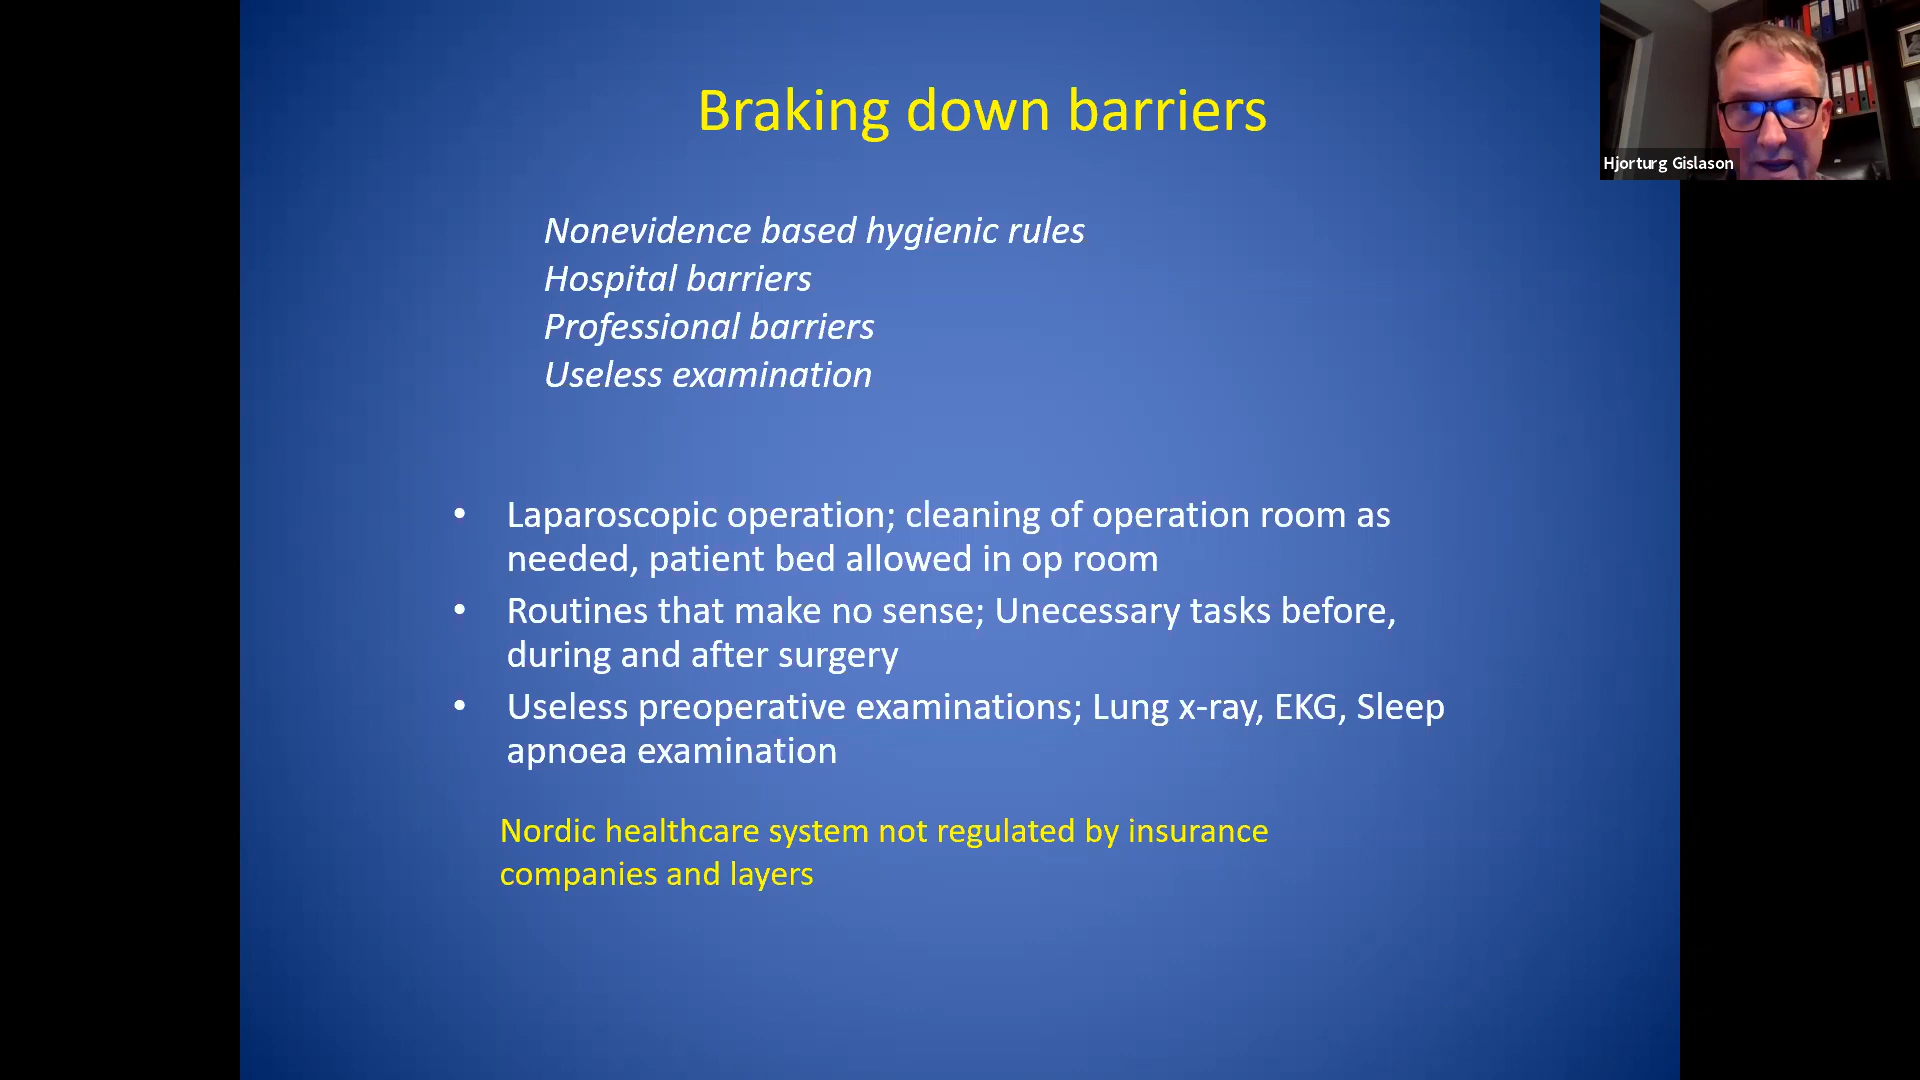 Braking down barriers
Hjorturg Gislason
Nonevidence based hygienic rules
Hospital barriers
Professional barriers
Useless examination
• Laparoscopic operation; cleaning of operation room as
needed, patient bed allowed in op room
• Routines that make no sense; Unecessary tasks before,
during and after surgery
• Useless preoperative examinations; Lung x-ray, EKG, Sleep
apnoea examination
Nordic healthcare system not regulated by insurance
companies and layers